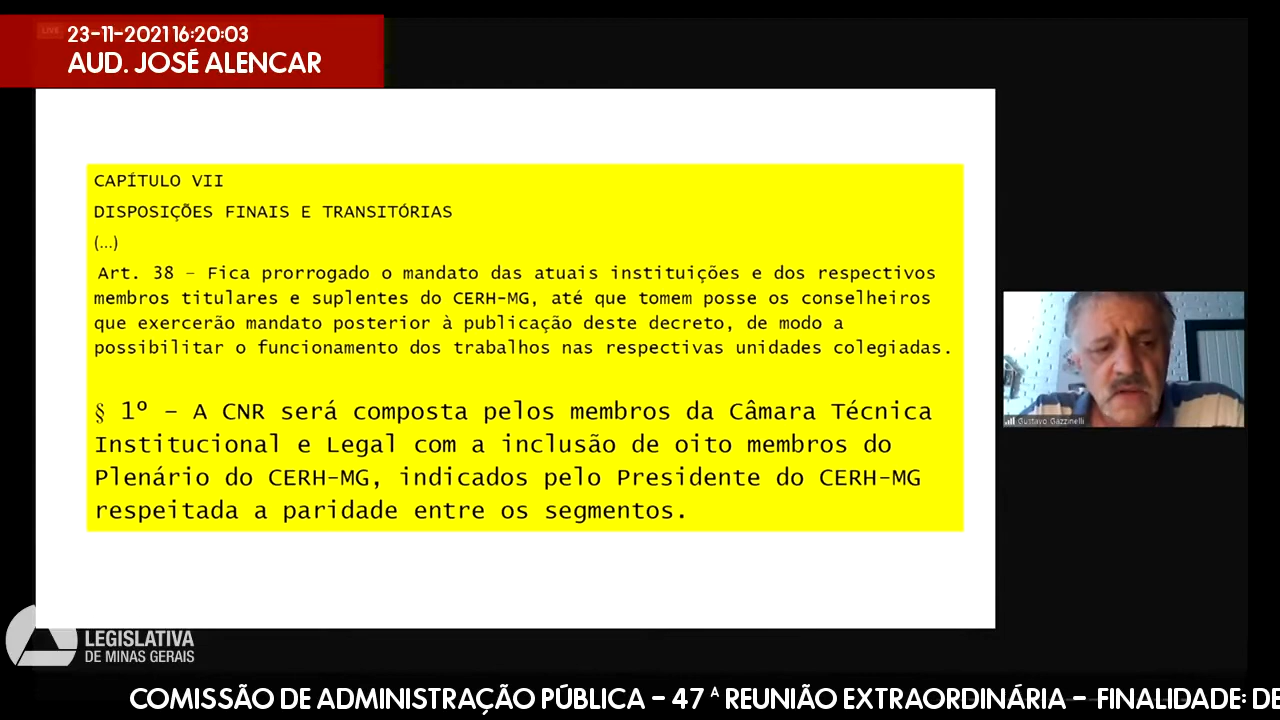 LIVE
23-11-2021 16:20:03
AUD. JOSÉ ALENCAR
CAPÍTULO VII
DISPOSIÇÕES FINAIS E TRANSITÓRIAS
(...)
Art. 38 – Fica prorrogado o mandato das atuais instituições e dos respectivos
membros titulares e suplentes do CERH-MG, até que tomem posse os conselheiros
que exercerão mandato posterior à publicação deste decreto, de modo a
possibilitar o funcionamento dos trabalhos nas respectivas unidades colegiadas.
§ 1º – A CNR será composta pelos membros da Câmara Técnica
Institucional e Legal com a inclusão de oito membros do
Plenário do CERH-MG, indicados pelo Presidente do CERH-MG
respeitada a paridade entre os segmentos.
Gustavo Gazzinelli
LEGISLATIVA
DE MINAS GERAIS
COMISSÃO DE ADMINISTRAÇÃO PÚBLICA – 47 ª REUNIÃO EXTRAORDINÁRIA – FINALIDADE: DE